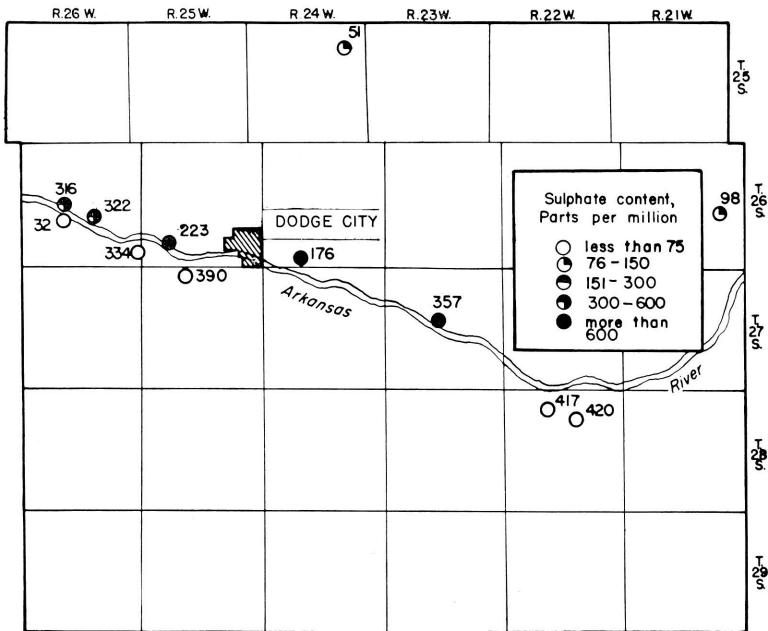 R.26 W. R.25 W. R.24 W. R.23 W. R.22 W. R.21 W.
51
T.
25
S.
316
322
32
223
334
390
DODGE CITY
176
Arkansas
357
Sulphate content,
Parts per million
less than 75
76-150
151-300
300-600
more than
600
98
T.
26
S.
T.
27
S.
River
417
420
T.
28
S.
T.
29
S.